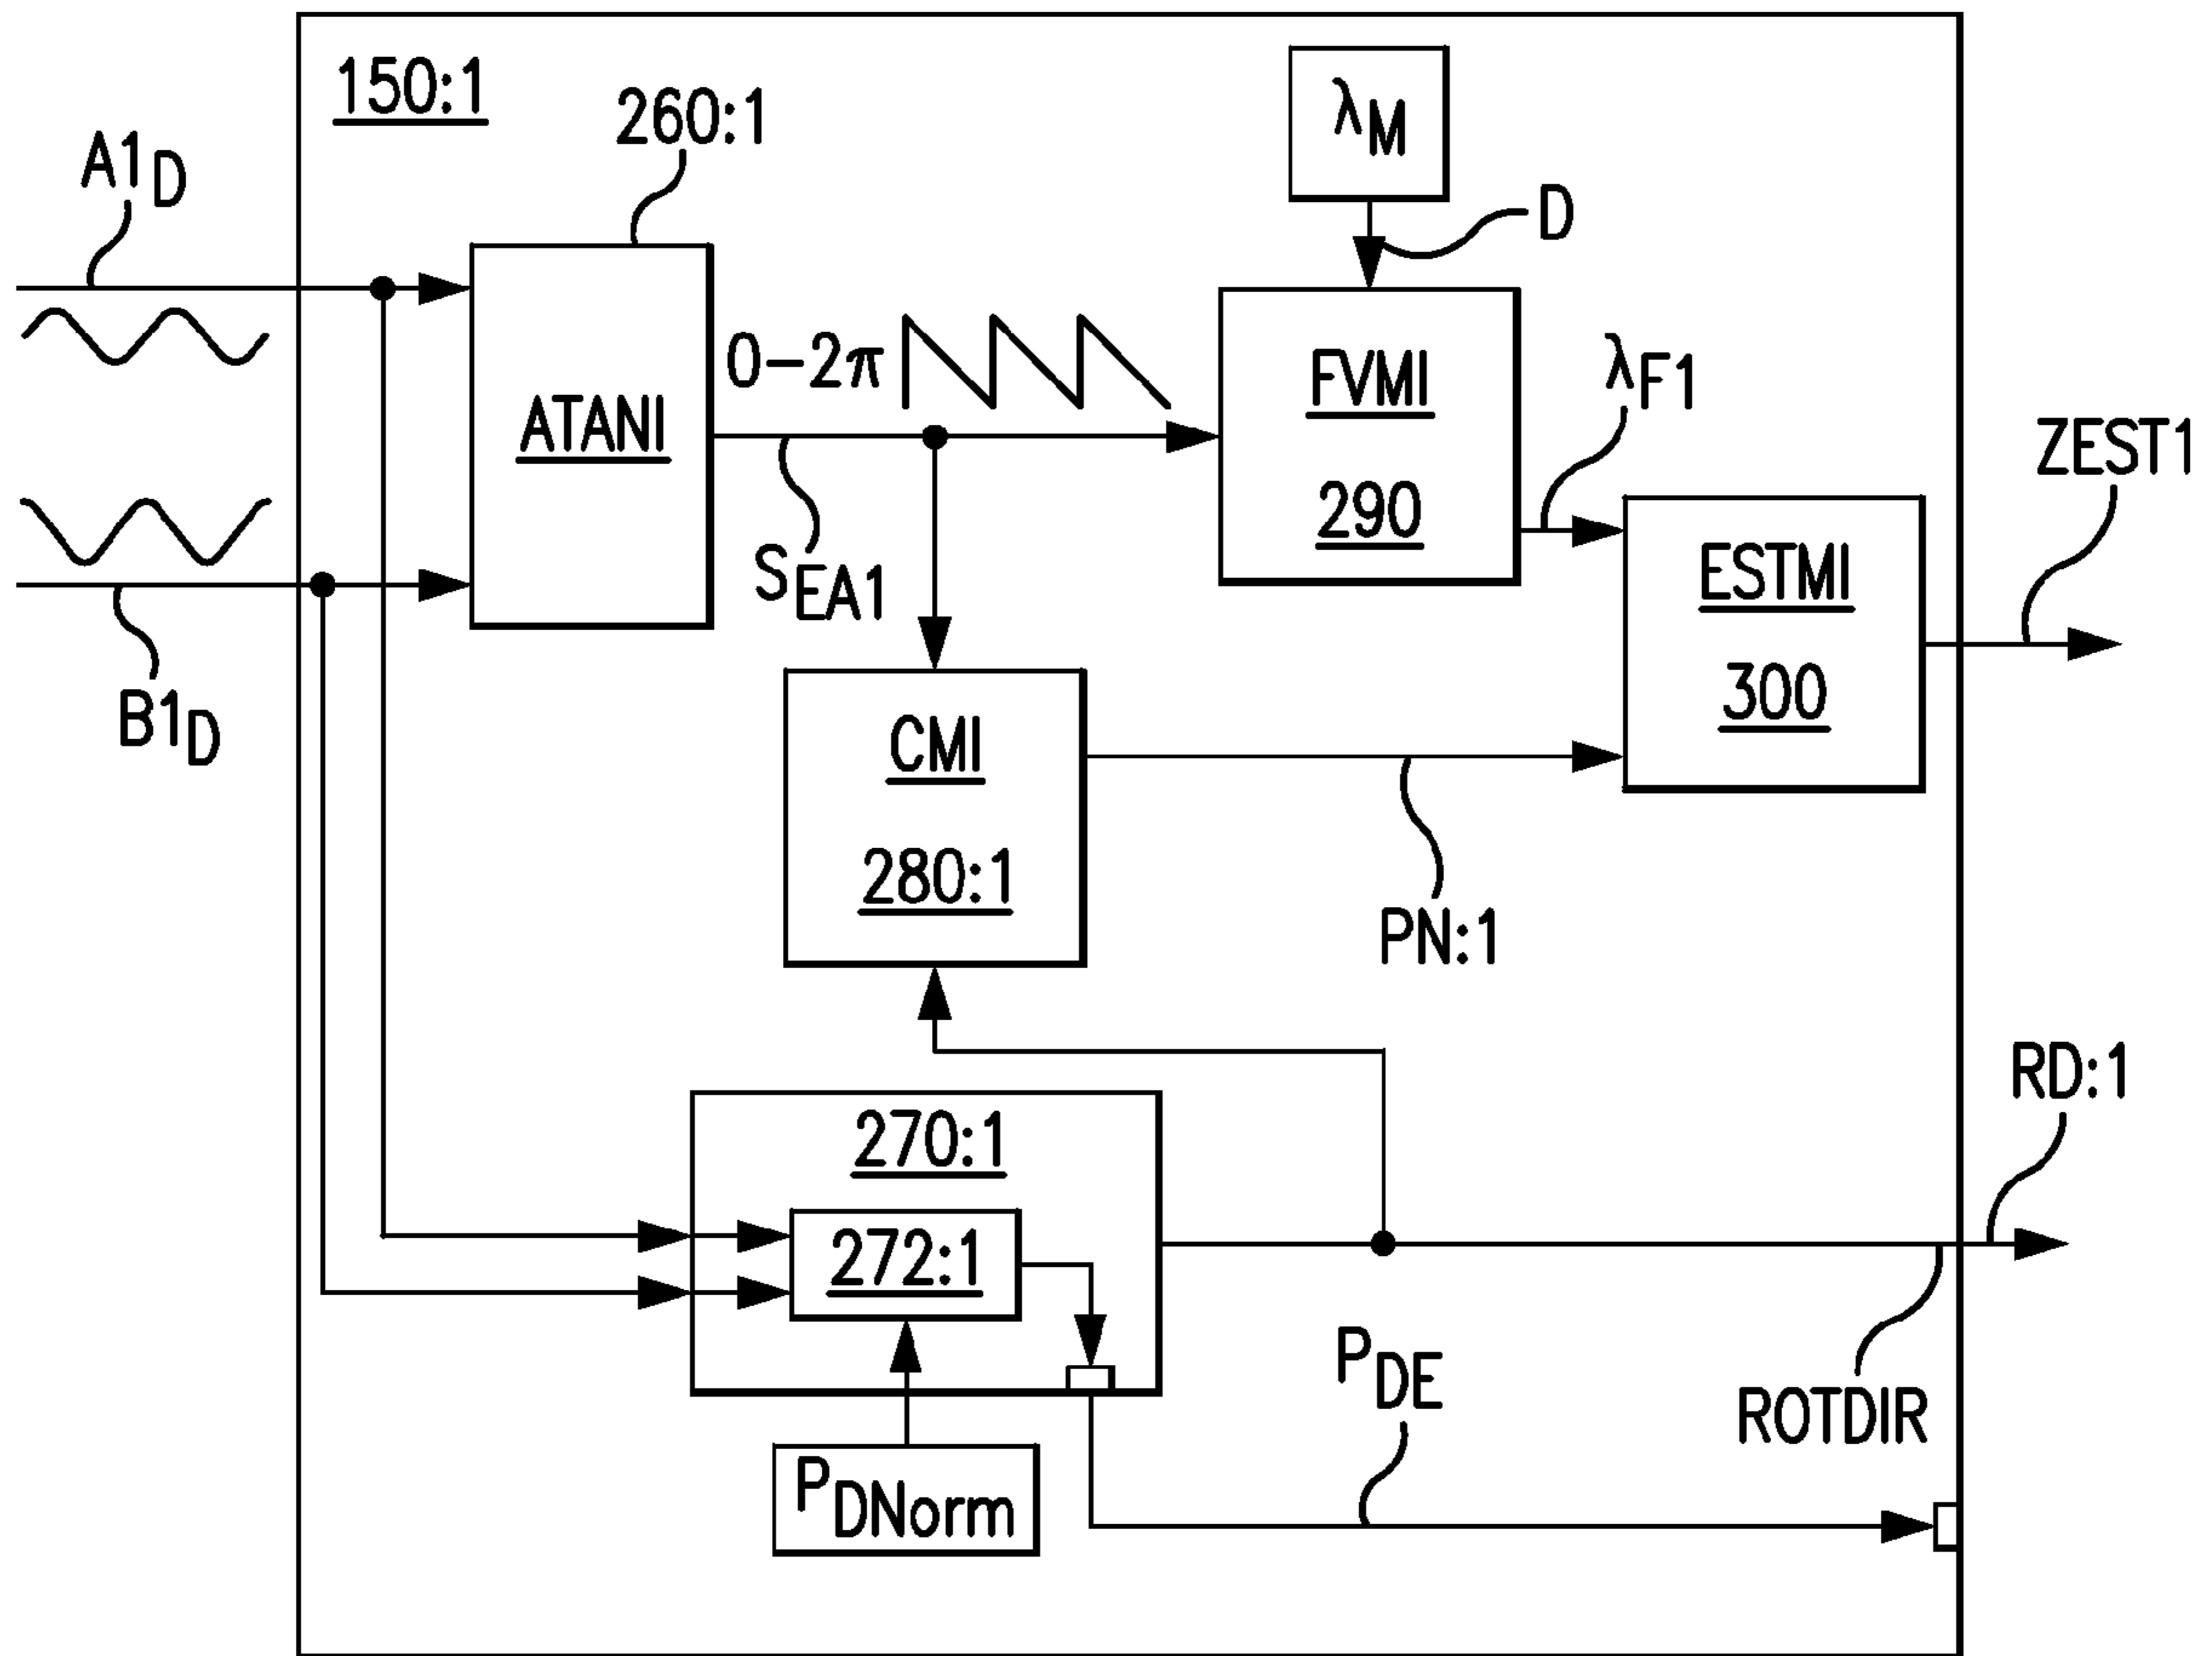 150:1
260:1
λM
A1D
D
ATANI
0-2π
FVMI
290
λF1
ZEST1
SEA1
ESTMI
300
B1D
CMI
280:1
PN:1
RD:1
270:1
272:1
PDE
ROTDIR
PDNorm